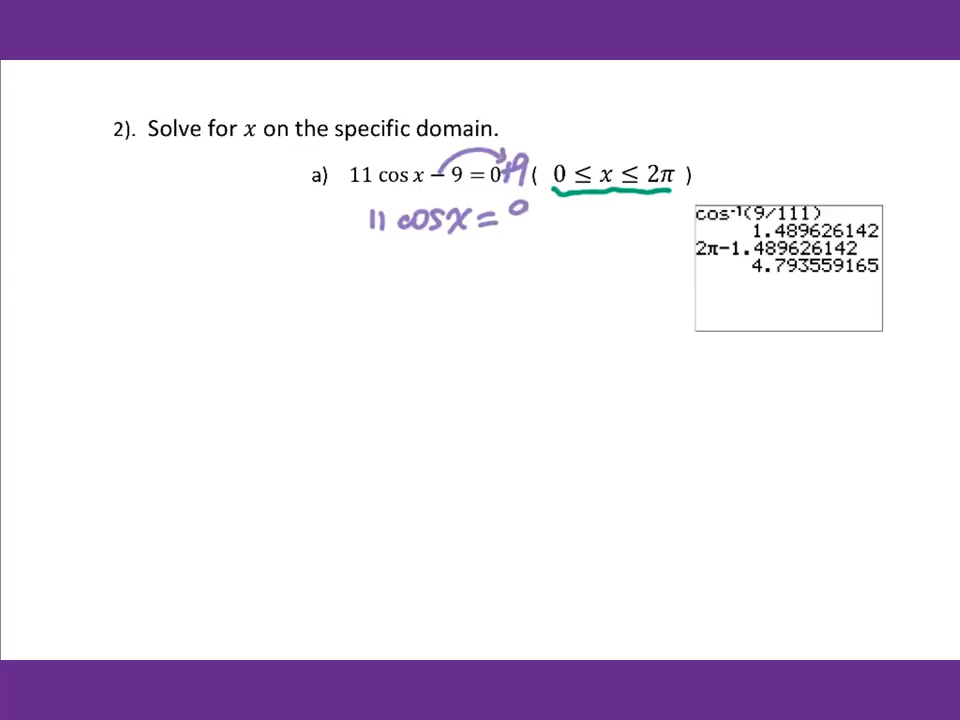 2). Solve for x on the specific domain.
a) 11 cos x − 9 = 0 +9 ( 0 ≤ x ≤ 2π )
11 cos x =
cos⁻¹(9/111)
1.489626142
2π−1.489626142
4.793559165